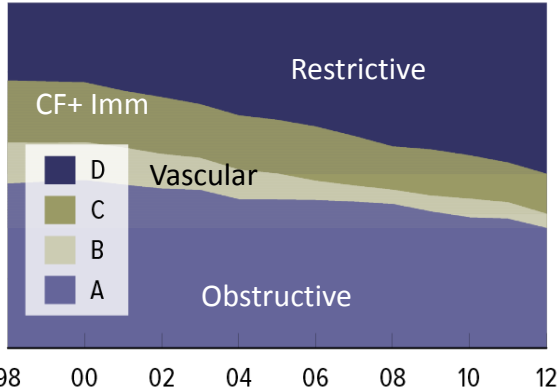 Restrictive
CF+ Imm
Vascular
D
C
B
A
Obstructive
98 00 02 04 06 08 10 12